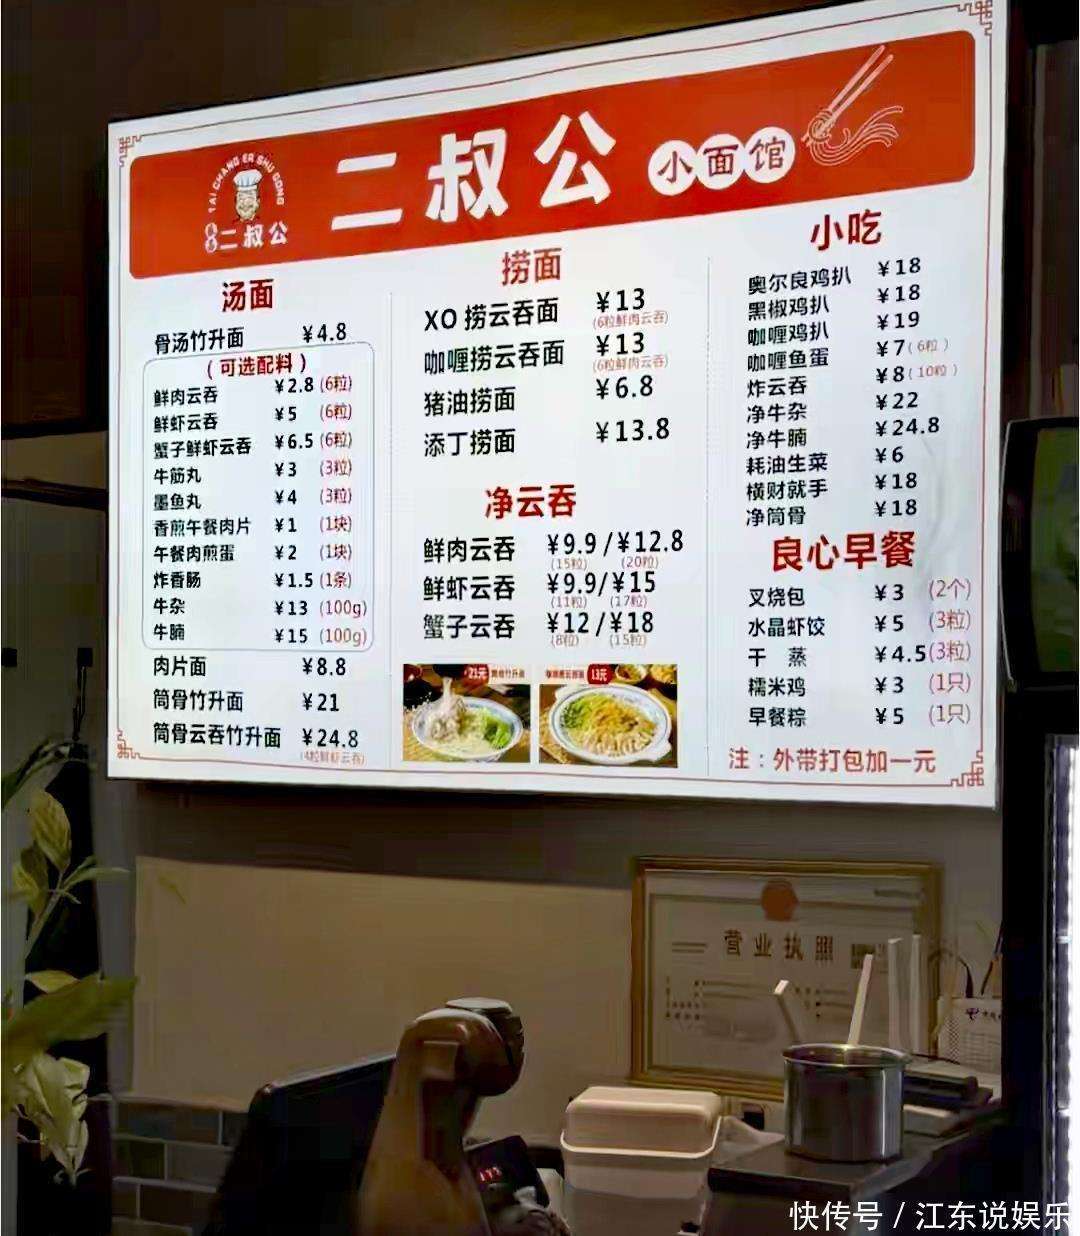 二叔公 小面馆
TAI CHANG ER SHU GONG
二叔公
汤面
骨汤竹升面 ¥4.8
(可选配料)
鲜肉云吞 ¥2.8 (6粒)
鲜虾云吞 ¥5 (6粒)
蟹子鲜虾云吞 ¥6.5 (6粒)
牛筋丸 ¥3 (3粒)
墨鱼丸 ¥4 (3粒)
香煎午餐肉片 ¥1 (1块)
午餐肉煎蛋 ¥2 (1块)
炸香肠 ¥1.5 (1条)
牛杂 ¥13 (100g)
牛腩 ¥15 (100g)
肉片面 ¥8.8
筒骨竹升面 ¥21
筒骨云吞竹升面 ¥24.8
(4粒鲜虾云吞)
捞面
XO 捞云吞面 ¥13
(6粒鲜肉云吞)
咖喱捞云吞面 ¥13
(6粒鲜肉云吞)
猪油捞面 ¥6.8
添丁捞面 ¥13.8
净云吞
鲜肉云吞 ¥9.9/¥12.8
(15粒) (20粒)
鲜虾云吞 ¥9.9/¥15
(11粒) (17粒)
蟹子云吞 ¥12/¥18
(8粒) (15粒)
21元 筒骨竹升面
13元
小吃
奥尔良鸡扒 ¥18
黑椒鸡扒 ¥18
咖喱鸡扒 ¥19
咖喱鱼蛋 ¥7 (6粒)
炸云吞 ¥8 (10粒)
净牛杂 ¥22
净牛腩 ¥24.8
耗油生菜 ¥6
横财就手 ¥18
净筒骨 ¥18
良心早餐
叉烧包 ¥3 (2个)
水晶虾饺 ¥5 (3粒)
干 蒸 ¥4.5 (3粒)
糯米鸡 ¥3 (1只)
早餐粽 ¥5 (1只)
注：外带打包加一元
营业执照
快传号 / 江东说娱乐